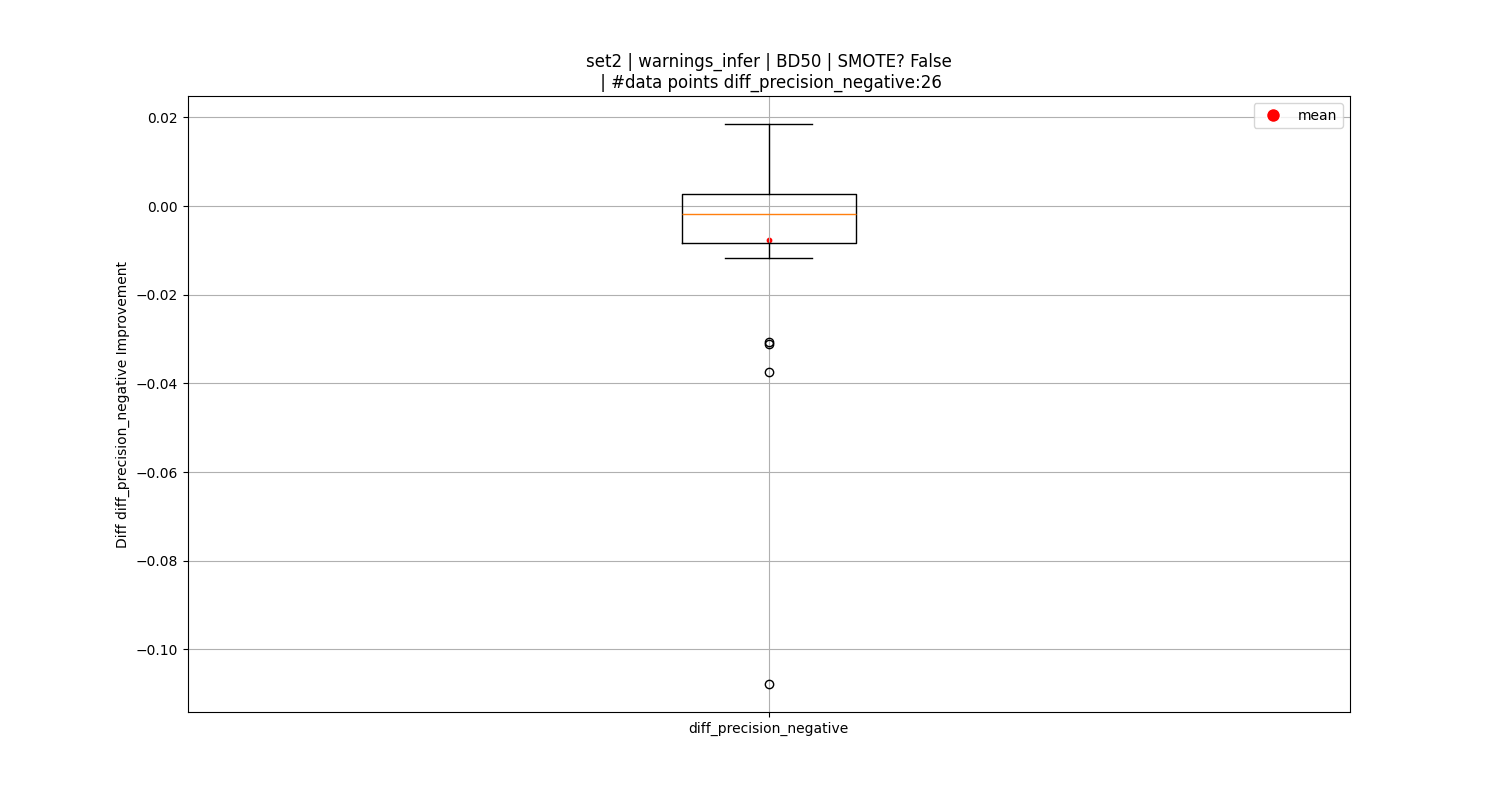 set2 | warnings_infer | BD50 | SMOTE? False
| #data points diff_precision_negative:26
mean
0.02
0.00
−0.02
−0.04
−0.06
−0.08
−0.10
Diff diff_precision_negative Improvement
diff_precision_negative